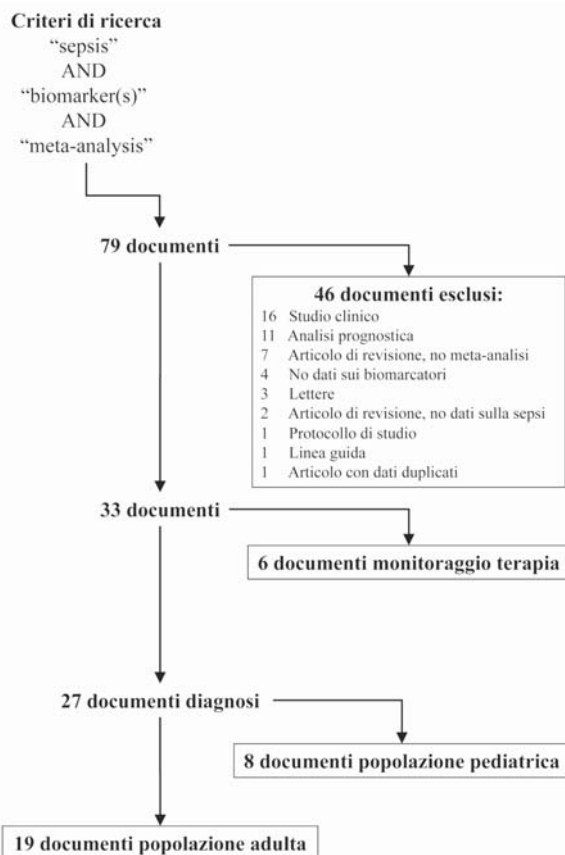 Criteri di ricerca
“sepsis”
AND
“biomarker(s)”
AND
“meta-analysis”
79 documenti
46 documenti esclusi:
16 Studio clinico
11 Analisi prognostica
7 Articolo di revisione, no meta-analisi
4 No dati sui biomarcatori
3 Lettere
2 Articolo di revisione, no dati sulla sepsi
1 Protocollo di studio
1 Linea guida
1 Articolo con dati duplicati
33 documenti
6 documenti monitoraggio terapia
27 documenti diagnosi
8 documenti popolazione pediatrica
19 documenti popolazione adulta